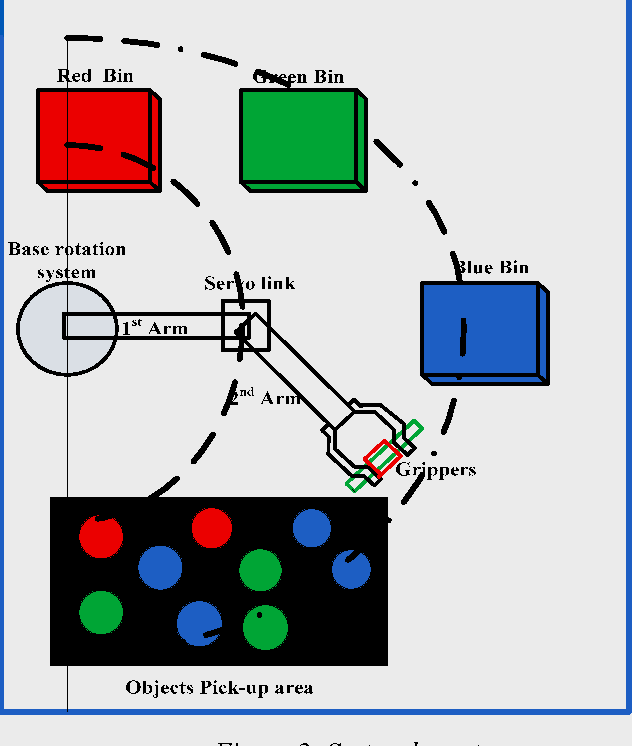 Red Bin
Green Bin
Base rotation
system
Servo link
Blue Bin
1st Arm
2nd Arm
Grippers
Objects Pick-up area